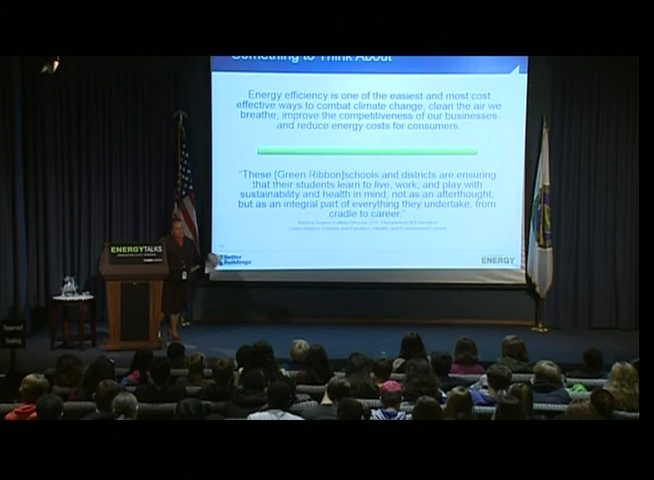 Something to Think About
Energy efficiency is one of the easiest and most cost
effective ways to combat climate change, clean the air we
breathe, improve the competitiveness of our businesses
and reduce energy costs for consumers.
“These [Green Ribbon]schools and districts are ensuring
that their students learn to live, work, and play with
sustainability and health in mind, not as an afterthought,
but as an integral part of everything they undertake, from
cradle to career.”
Better
Buildings
ENERGY
ENERGYTALKS